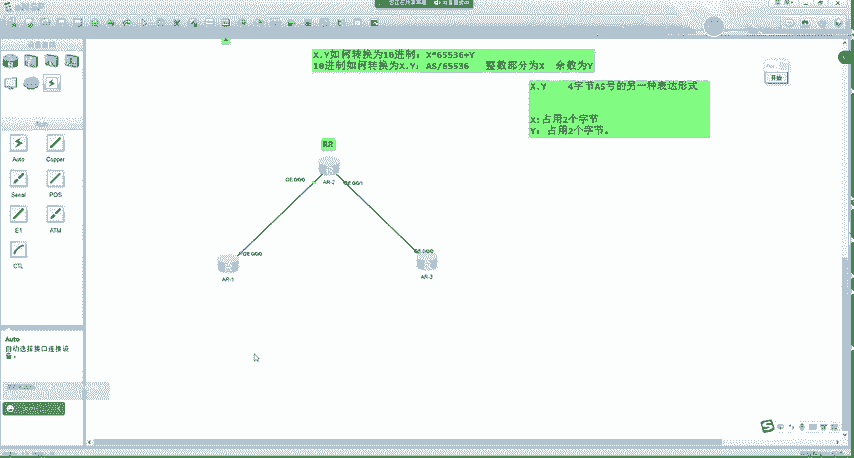 eNSP
X.Y如何转换为10进制：X*65536+Y
10进制如何转换为X.Y：AS/65536 整数部分为X 余数为Y
X.Y 4字节AS号的另一种表达形式
X：占用2个字节
Y：占用2个字节。
开始
RR
AR-2
GE 0/0/0
GE 0/0/1
GE 0/0/0
GE 0/0/0
AR-1
AR-3
Auto
Copper
Serial
POS
E1
ATM
CTL
Auto
自动选择接口连接设
备。